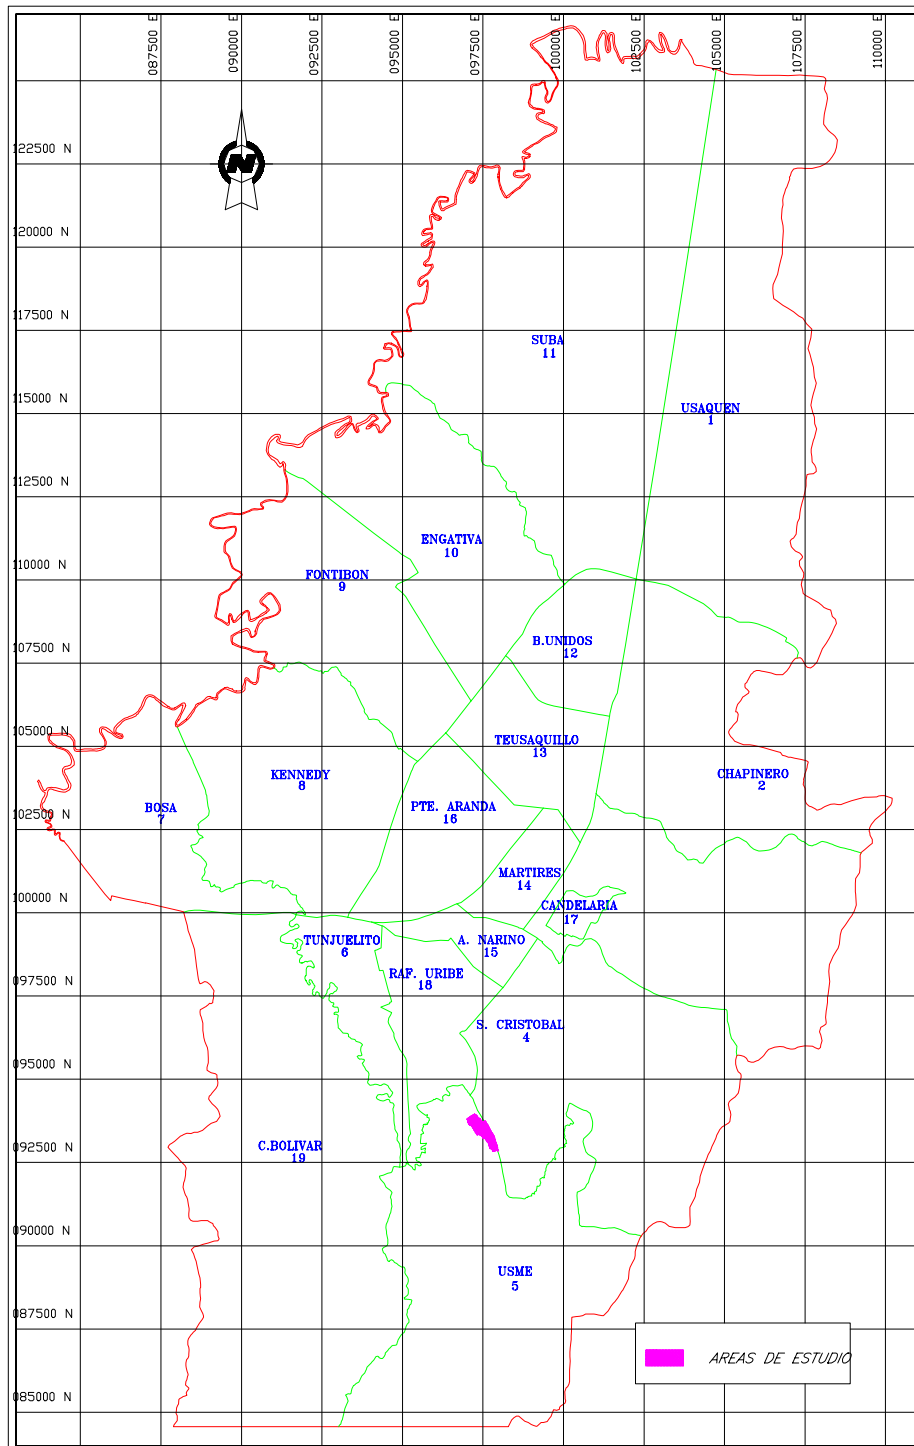 087500 E
090000 E
092500 E
095000 E
097500 E
100000 E
102500 E
105000 E
107500 E
110000 E
122500 N
N
120000 N
117500 N
SUBA
11
115000 N
USAQUEN
1
112500 N
ENGATIVA
10
110000 N
FONTIBON
9
B.UNIDOS
12
107500 N
105000 N
TEUSAQUILLO
13
KENNEDY
8
CHAPINERO
2
BOSA
7
PTE. ARANDA
16
102500 N
MARTIRES
14
100000 N
CANDELARIA
17
TUNJUELITO
6
A. NARINO
15
RAF. URIBE
18
097500 N
S. CRISTOBAL
4
095000 N
C.BOLIVAR
19
092500 N
090000 N
USME
5
087500 N
AREAS DE ESTUDIO
085000 N